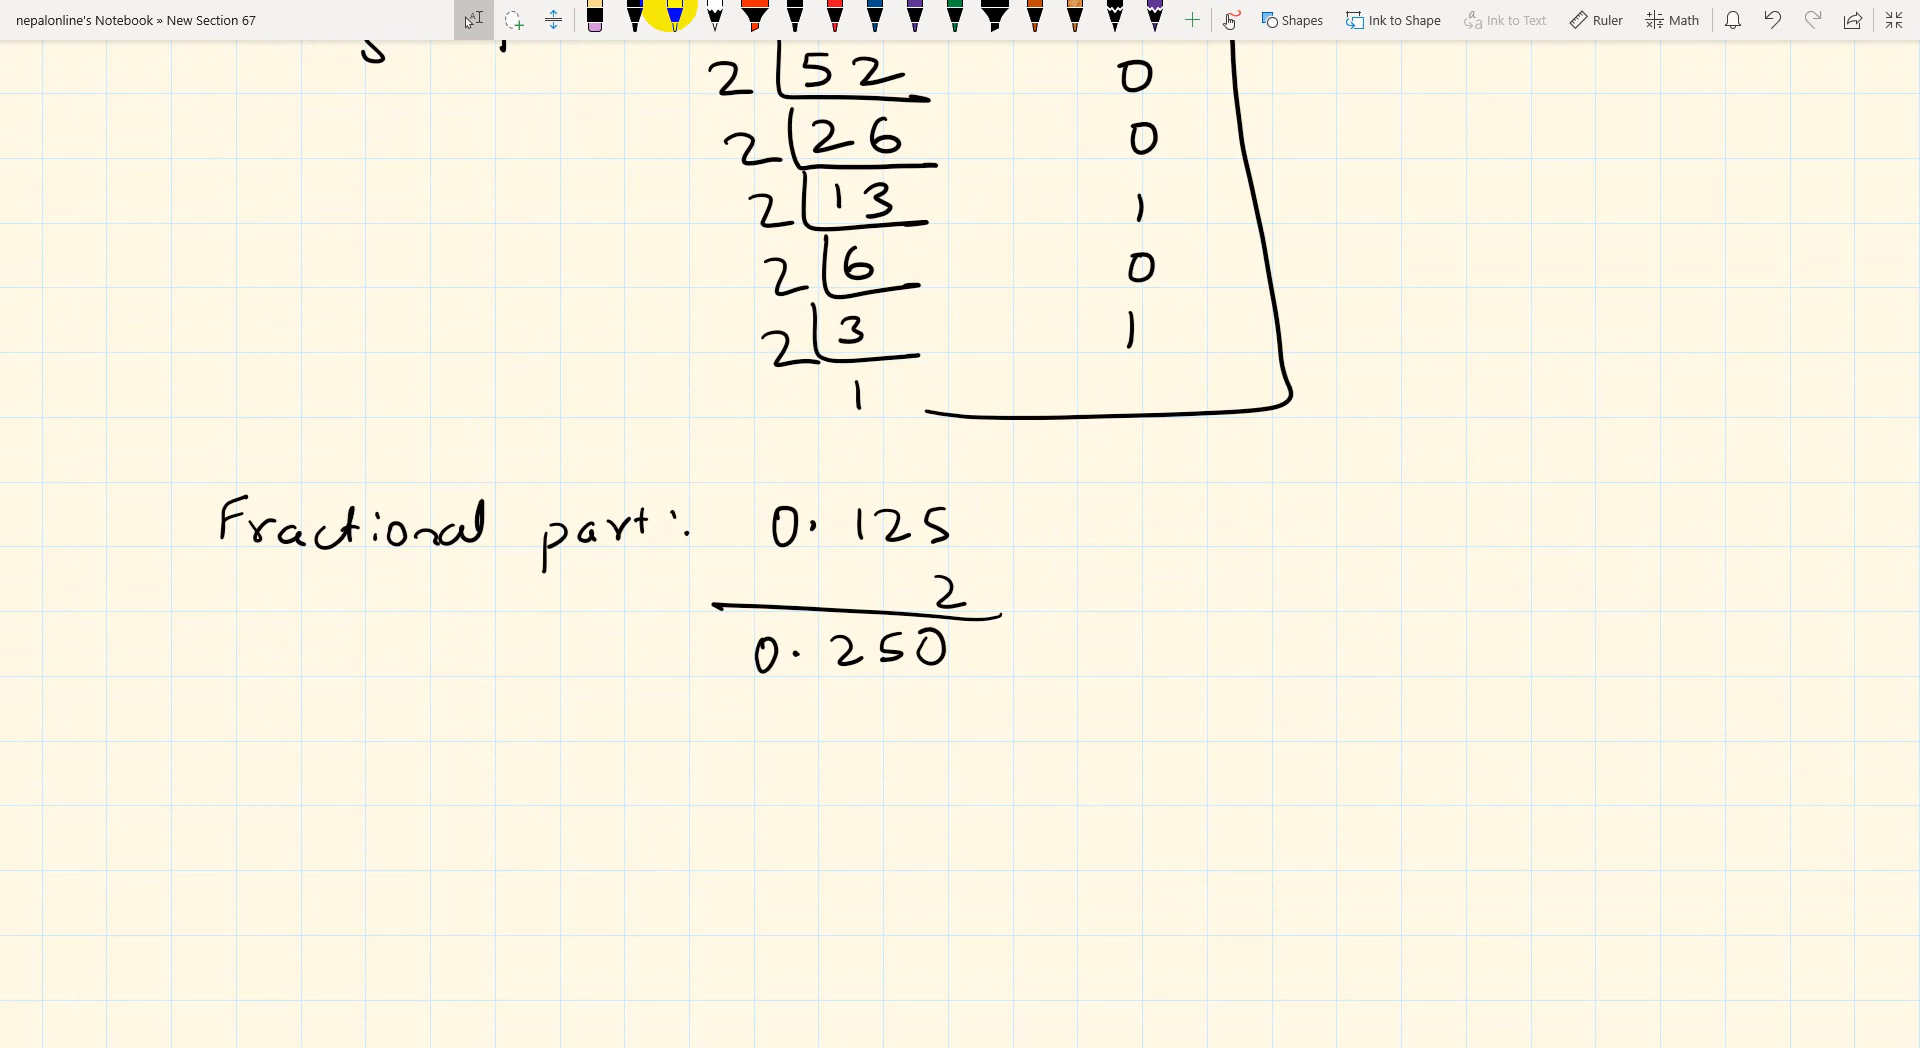 nepalonline's Notebook » New Section 67
Shapes
Ink to Shape
Ink to Text
Ruler
Math
2 52 0
2 26 0
2 13 1
2 6 0
2 3 1
1
Fractional part: 0.125
2
0.250